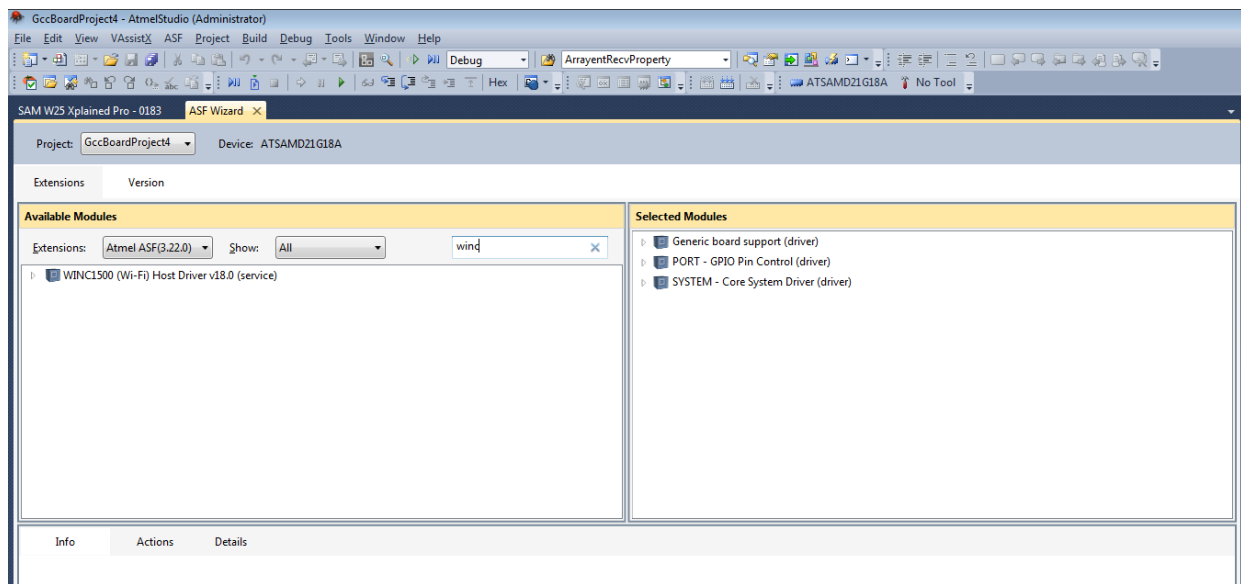 GccBoardProject4 - AtmelStudio (Administrator)
File Edit View VAssistX ASF Project Build Debug Tools Window Help
Debug ArrayentRecvProperty
Hex ATSAMD21G18A No Tool
SAM W25 Xplained Pro - 0183 ASF Wizard
Project: GccBoardProject4 Device: ATSAMD21G18A
Extensions Version
Available Modules Selected Modules
Extensions: Atmel ASF(3.22.0) Show: All winc
WINC1500 (Wi-Fi) Host Driver v18.0 (service)
Generic board support (driver)
PORT - GPIO Pin Control (driver)
SYSTEM - Core System Driver (driver)
Info Actions Details